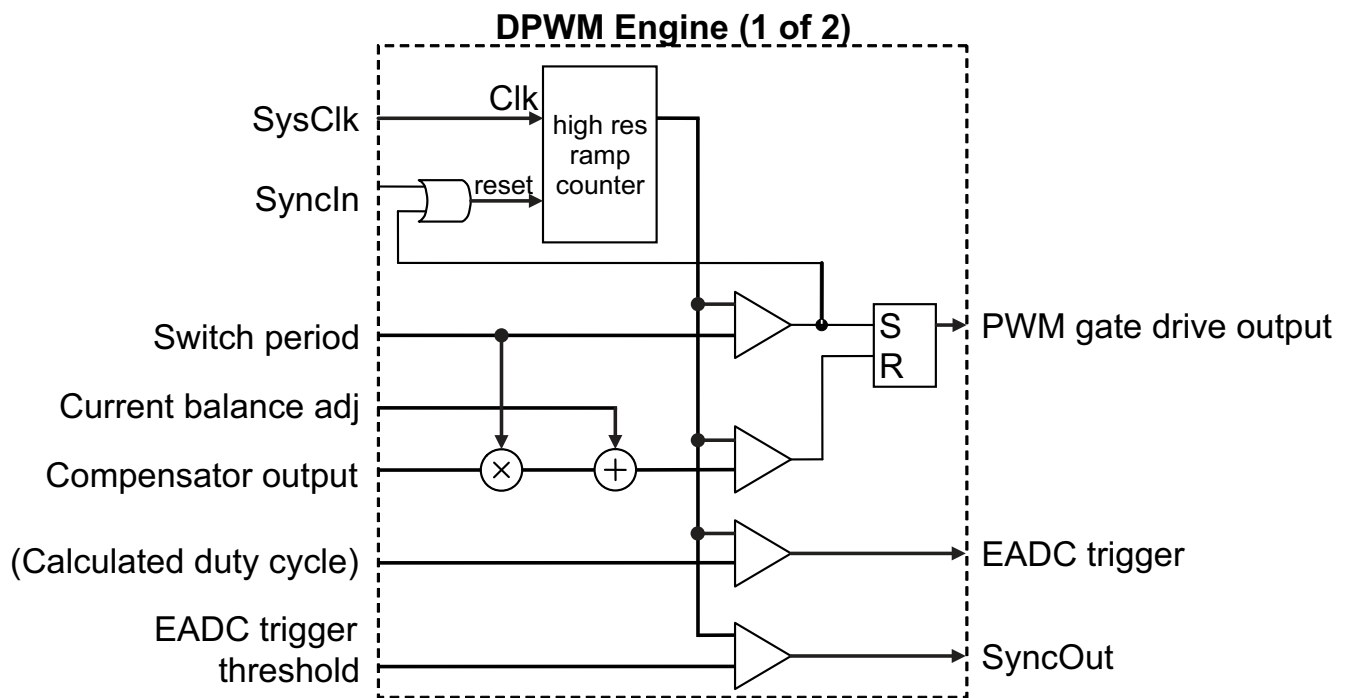 DPWM Engine (1 of 2)
SysClk
Clk
high res
ramp
counter
SyncIn
reset
Switch period
S
R
PWM gate drive output
Current balance adj
Compensator output
(Calculated duty cycle)
EADC trigger
EADC trigger
threshold
SyncOut